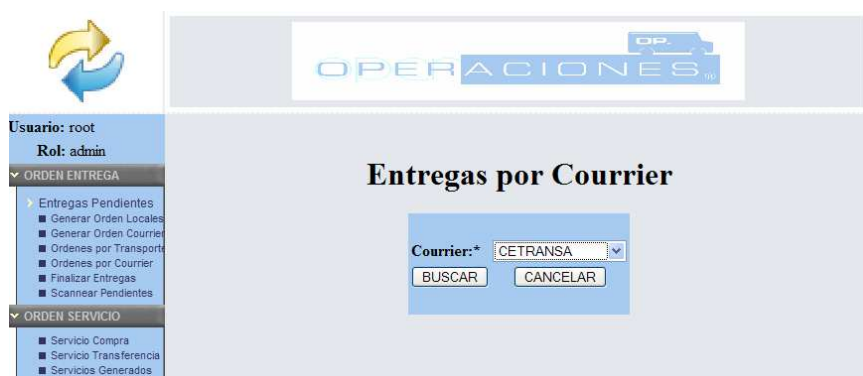 OP.
OPERACIONES
Usuario: root
Rol: admin
ORDEN ENTREGA
Entregas Pendientes
Generar Orden Locales
Generar Orden Courrier
Ordenes por Transporte
Ordenes por Courrier
Finalizar Entregas
Scannear Pendientes
ORDEN SERVICIO
Servicio Compra
Servicio Transferencia
Servicios Generados
Entregas por Courrier
Courrier:* CETRANSA
BUSCAR CANCELAR